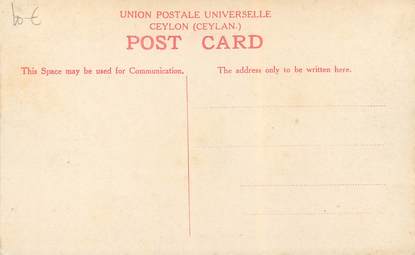 UNION POSTALE UNIVERSELLE
CEYLON (CEYLAN.)
POST CARD
This Space may be used for Communication.
The address only to be written here.